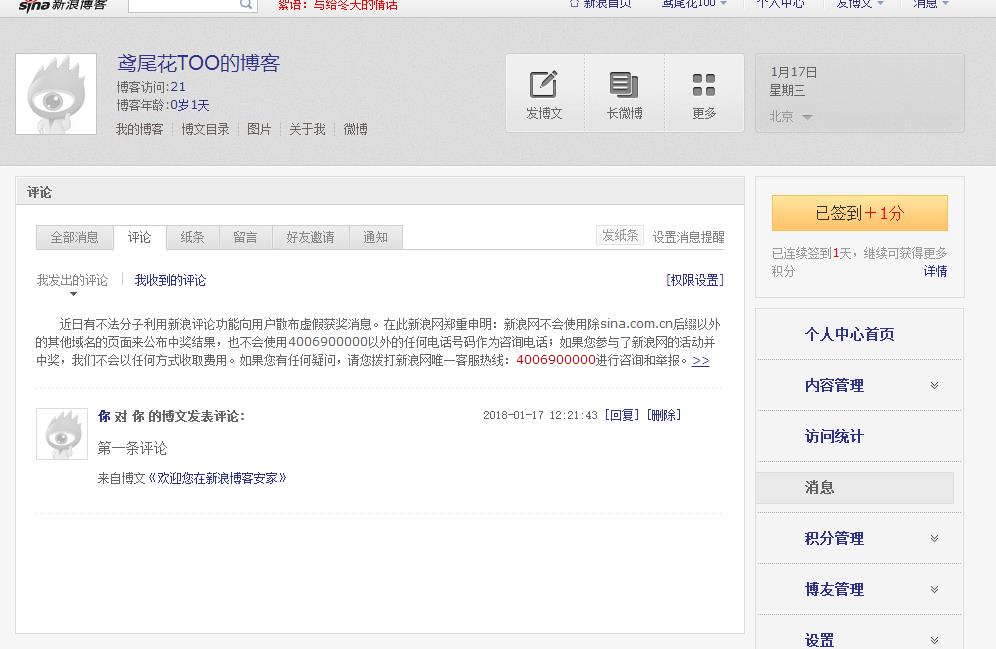 sina 新浪博客
絮语：与给冬天的情话
新浪首页
鸢尾花TOO
个人中心
发博文
消息
鸢尾花TOO的博客
博客访问:21
博客年龄:0岁1天
我的博客 博文目录 图片 关于我 微博
发博文
长微博
更多
1月17日
星期三
北京
评论
全部消息 评论 纸条 留言 好友邀请 通知
发纸条 设置消息提醒
我发出的评论 我收到的评论
[权限设置]
近日有不法分子利用新浪评论功能向用户散布虚假获奖消息。在此新浪网郑重申明：新浪网不会使用除sina.com.cn后缀以外
的其他域名的页面来公布中奖结果，也不会使用4006900000以外的任何电话号码作为咨询电话；如果您参与了新浪网的活动并
中奖，我们不会以任何方式收取费用。如果您有任何疑问，请您拨打新浪网唯一客服热线：4006900000进行咨询和举报。>>
你 对 你 的博文发表评论：
2018-01-17 12:21:43 [回复] [删除]
第一条评论
来自博文《欢迎您在新浪博客安家》
已签到+1分
已连续签到1天，继续可获得更多
积分
详情
个人中心首页
内容管理
访问统计
消息
积分管理
博友管理
设置